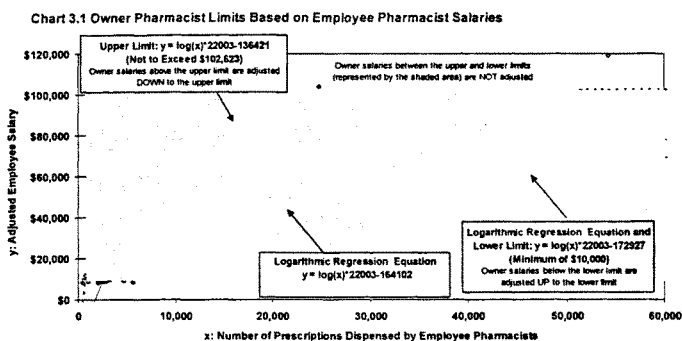 Chart 3.1 Owner Pharmacist Limits Based on Employee Pharmacist Salaries
y: Adjusted Employee Salary
$120,000
$100,000
$80,000
$60,000
$40,000
$20,000
$0
Upper Limit: y = log(x)*22003-136421
(Not to Exceed $102,623)
Owner salaries above the upper limit are adjusted
DOWN to the upper limit
Owner salaries between the upper and lower limits
(represented by the shaded area) are NOT adjusted
Logarithmic Regression Equation
y = log(x)*22003-164102
Logarithmic Regression Equation and
Lower Limit: y = log(x)*22003-172927
(Minimum of $10,000)
Owner salaries below the lower limit are
adjusted UP to the lower limit
0
10,000
20,000
30,000
40,000
50,000
60,000
x: Number of Prescriptions Dispensed by Employee Pharmacists